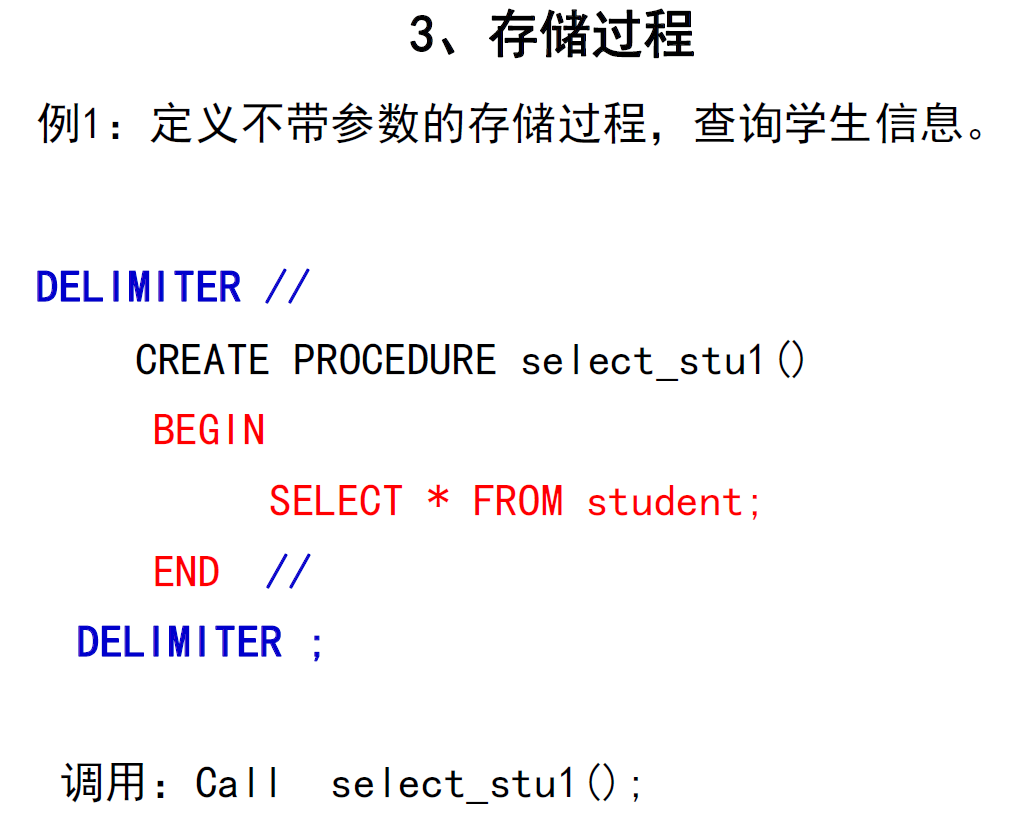 3、存储过程
例1：定义不带参数的存储过程，查询学生信息。
DELIMITER //
CREATE PROCEDURE select_stu1()
BEGIN
SELECT * FROM student;
END //
DELIMITER ;
调用：Call select_stu1();